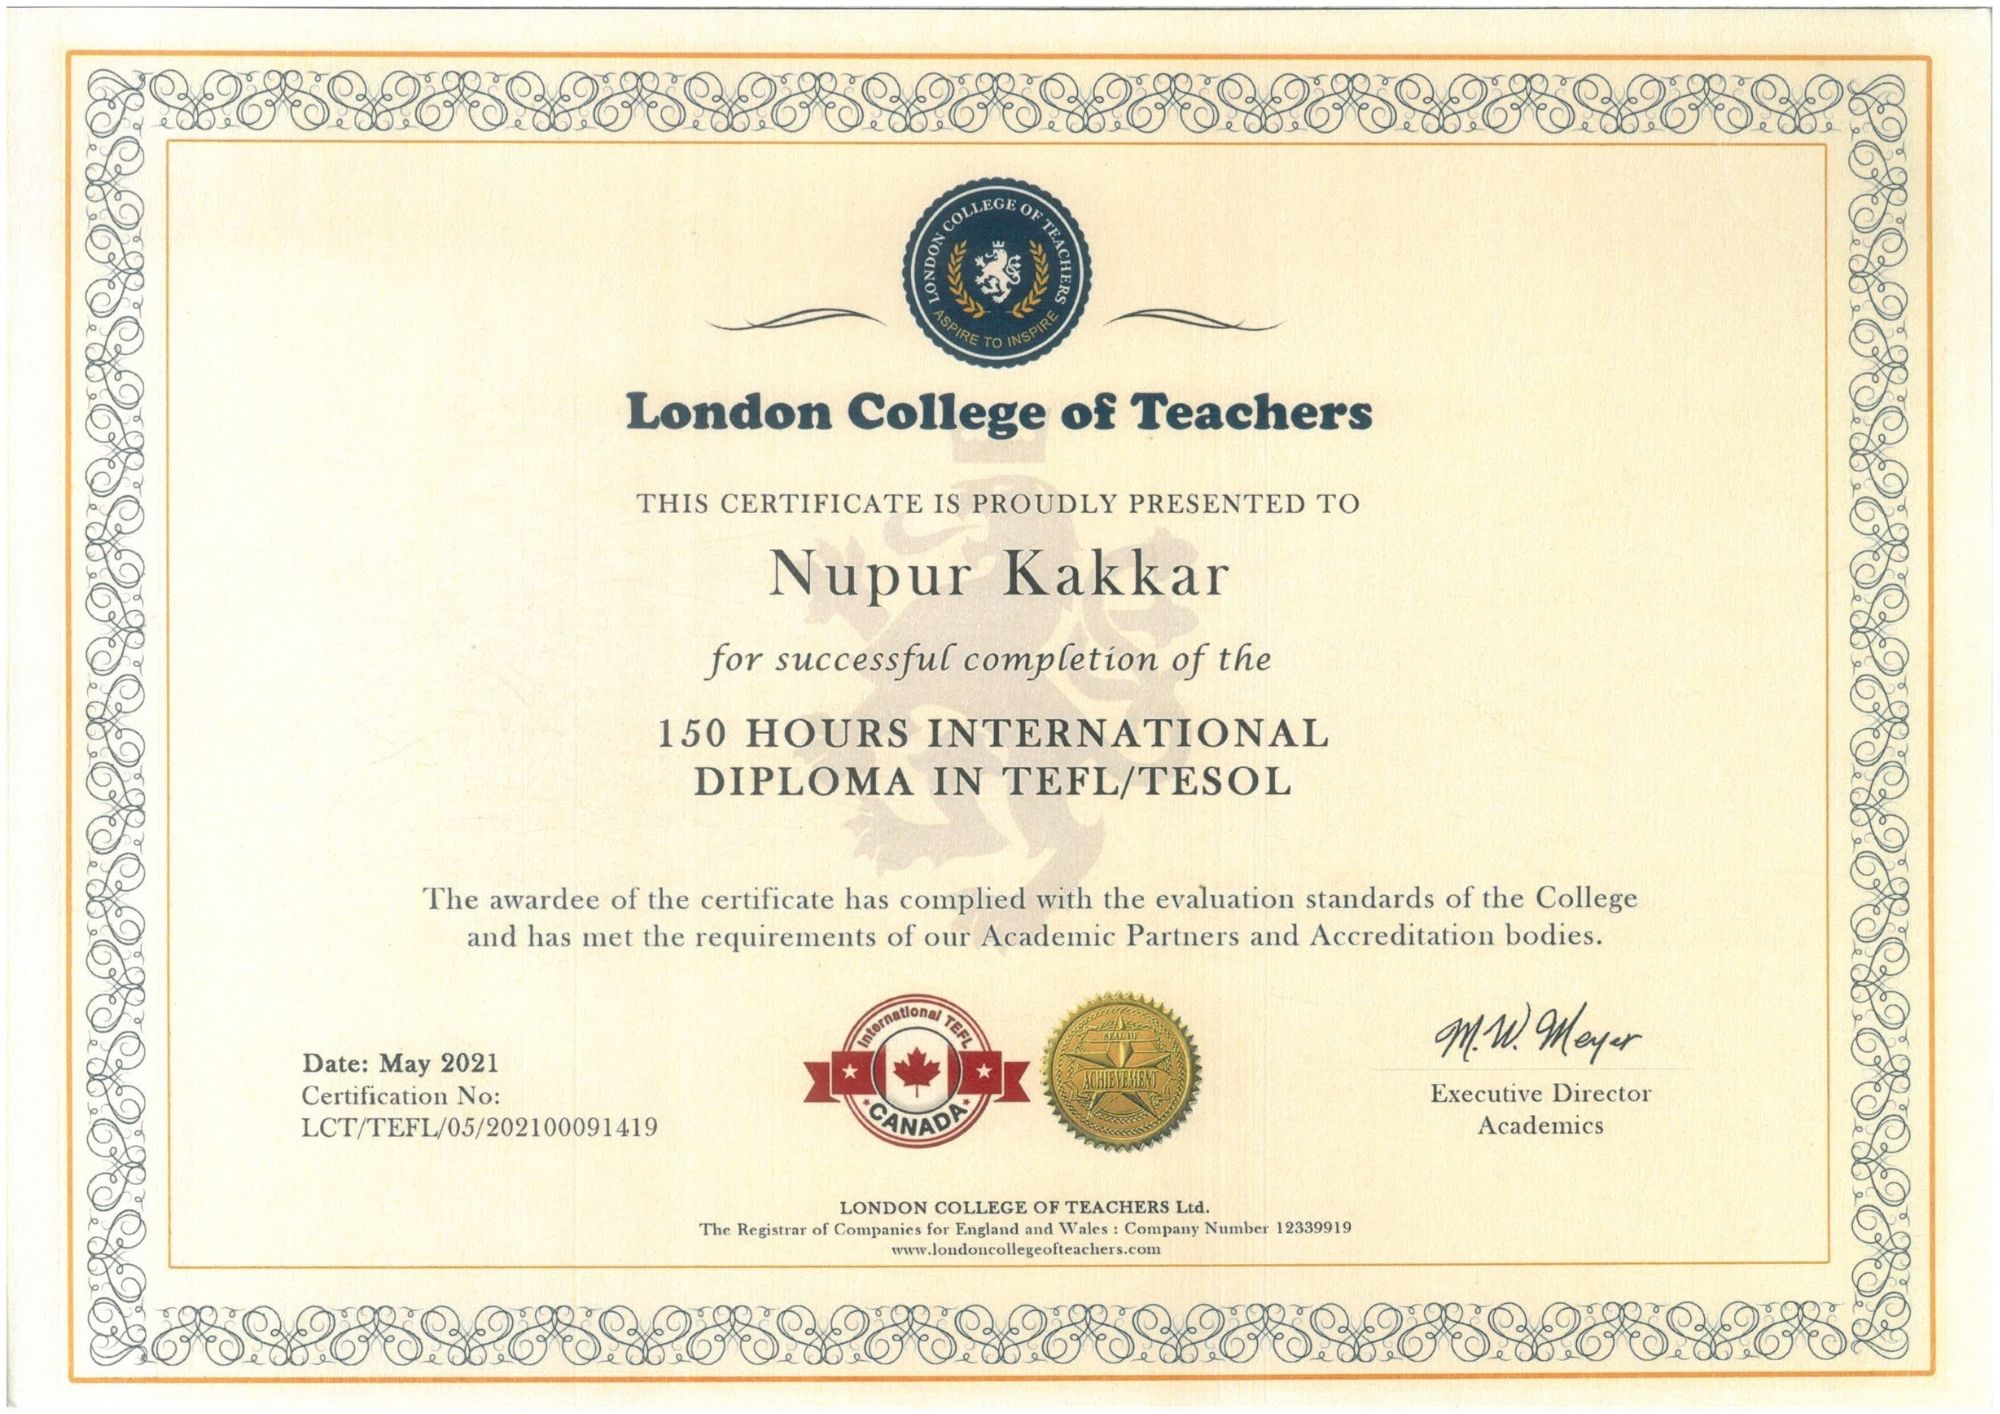 LONDON COLLEGE OF TEACHERS
ASPIRE TO INSPIRE
London College of Teachers
THIS CERTIFICATE IS PROUDLY PRESENTED TO
Nupur Kakkar
for successful completion of the
150 HOURS INTERNATIONAL
DIPLOMA IN TEFL/TESOL
The awardee of the certificate has complied with the evaluation standards of the College
and has met the requirements of our Academic Partners and Accreditation bodies.
Date: May 2021
Certification No:
LCT/TEFL/05/202100091419
International TEFL
CANADA
SEAL OF
ACHIEVEMENT
M.W. Meyer
Executive Director
Academics
LONDON COLLEGE OF TEACHERS Ltd.
The Registrar of Companies for England and Wales : Company Number 12339919
www.londoncollegeofteachers.com